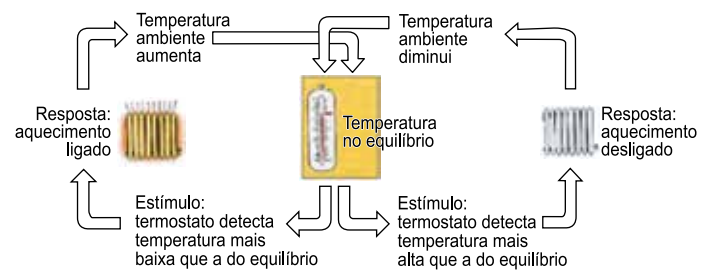 Temperatura
ambiente
aumenta
Temperatura
ambiente
diminui
Resposta:
aquecimento
ligado
Temperatura
no equilíbrio
Resposta:
aquecimento
desligado
Estímulo:
termostato detecta
temperatura mais
baixa que a do equilíbrio
Estímulo:
termostato detecta
temperatura mais
alta que a do equilíbrio